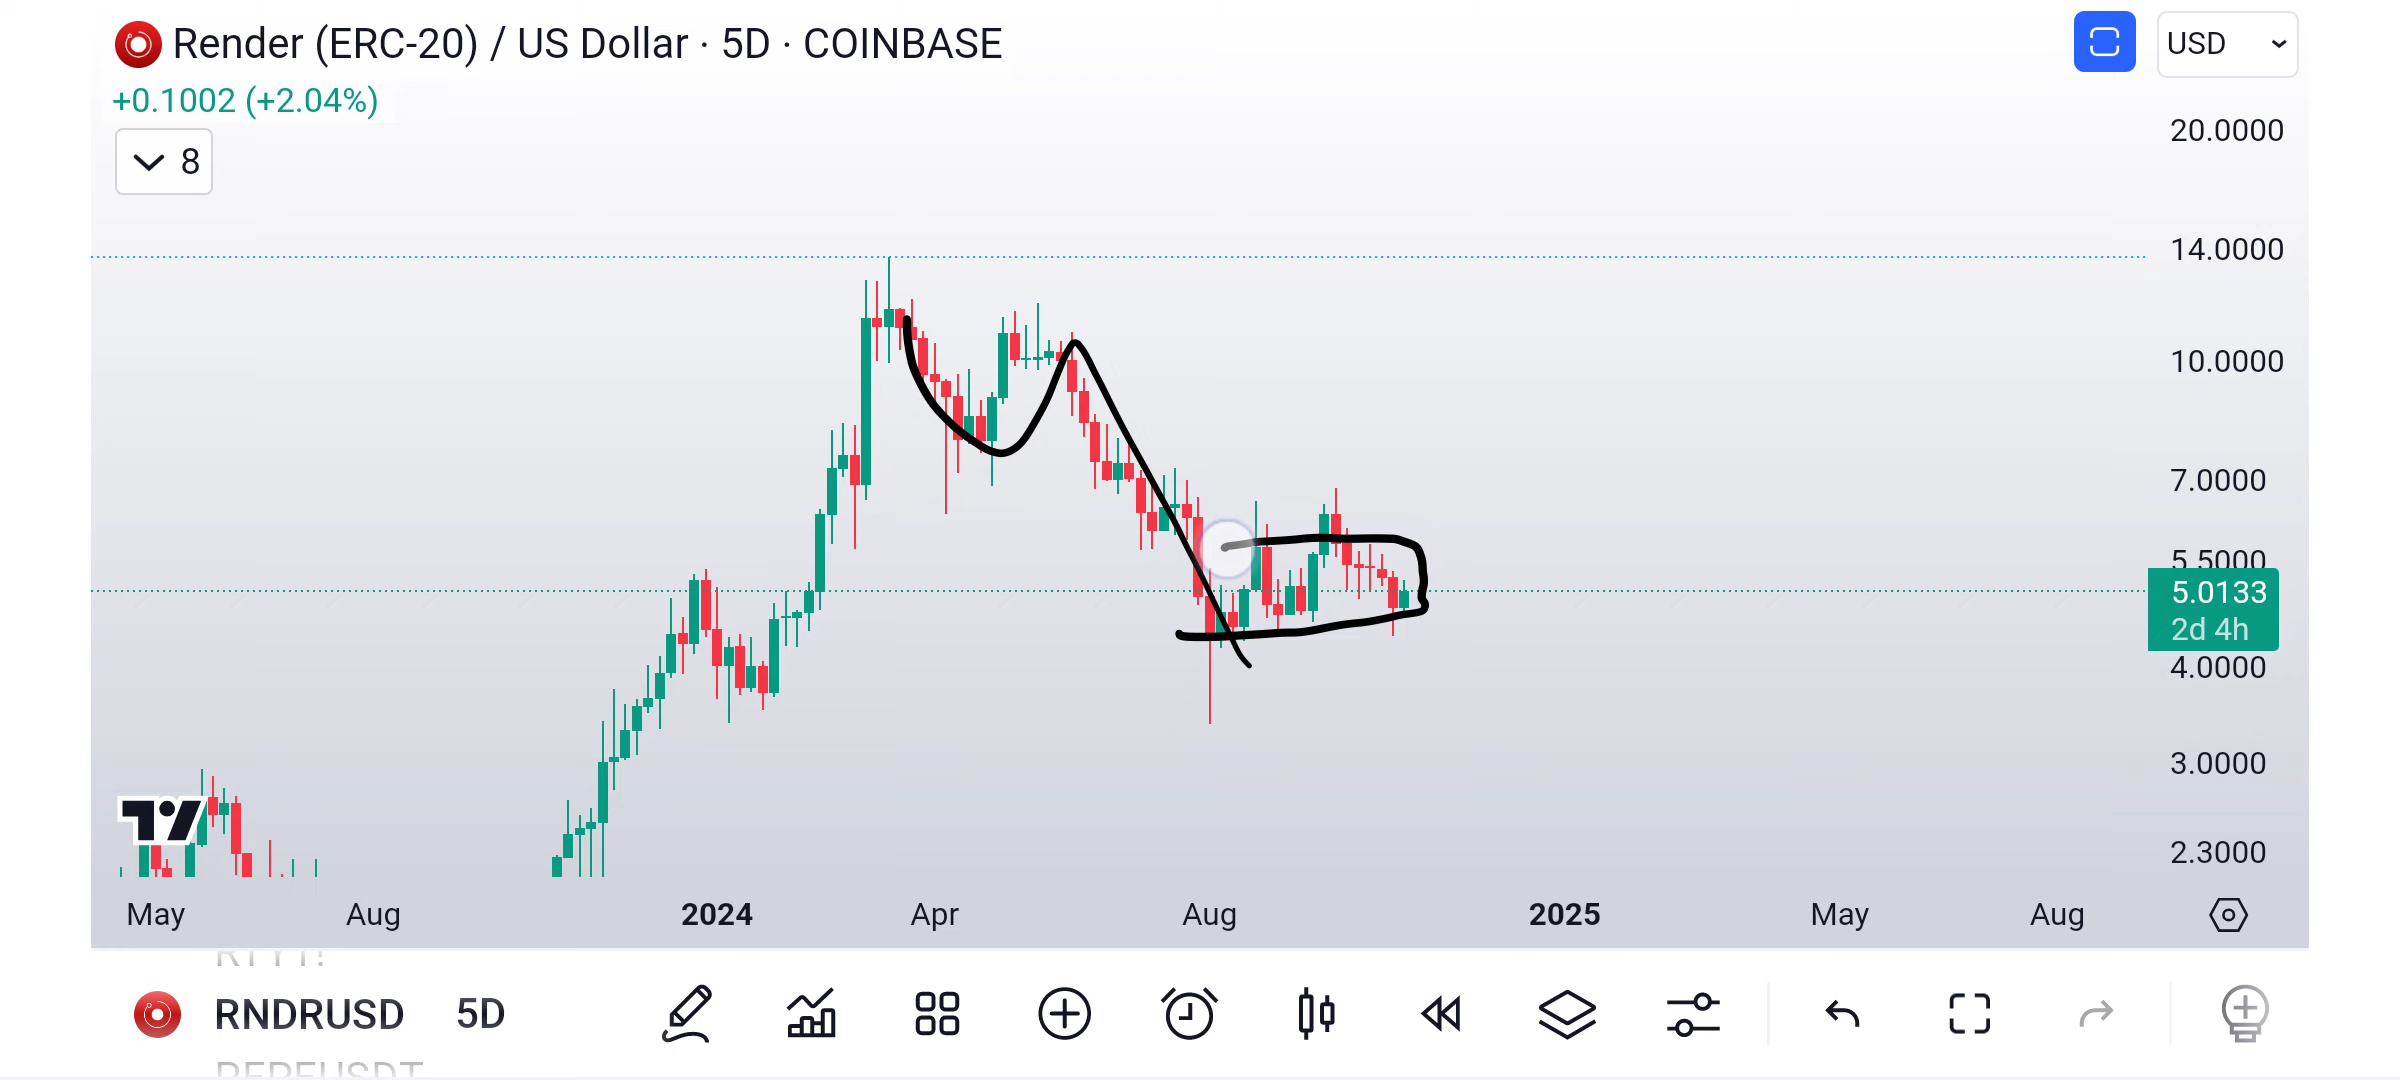 Render (ERC-20) / US Dollar · 5D · COINBASE
USD
+0.1002 (+2.04%)
8
20.0000
14.0000
10.0000
7.0000
5.5000
5.0133
2d 4h
4.0000
3.0000
2.3000
May Aug 2024 Apr Aug 2025 May Aug
RNDRUSD 5D